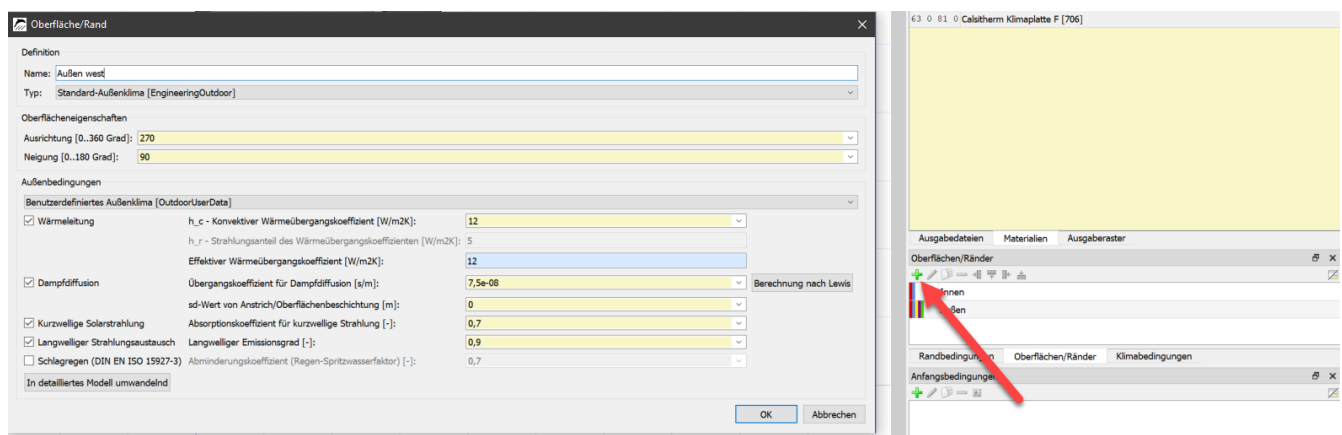 Oberfläche/Rand
Definition
Name: Außen west
Typ: Standard-Außenklima [EngineeringOutdoor]
Oberflächeneigenschaften
Ausrichtung [0..360 Grad]: 270
Neigung [0..180 Grad]: 90
Außenbedingungen
Benutzerdefiniertes Außenklima [OutdoorUserData]
Wärmeleitung h_c - Konvektiver Wärmeübergangskoeffizient [W/m2K]: 12
h_r - Strahlungsanteil des Wärmeübergangskoeffizienten [W/m2K]: 5
Effektiver Wärmeübergangskoeffizient [W/m2K]: 12
Dampfdiffusion Übergangskoeffizient für Dampfdiffusion [s/m]: 7,5e-08 Berechnung nach Lewis
sd-Wert von Anstrich/Oberflächenbeschichtung [m]: 0
Kurzwellige Solarstrahlung Absorptionskoeffizient für kurzwellige Strahlung [-]: 0,7
Langwelliger Strahlungsaustausch Langwelliger Emissionsgrad [-]: 0,9
Schlagregen (DIN EN ISO 15927-3) Abminderungskoeffizient (Regen-Spritzwasserfaktor) [-]: 0,7
In detailliertes Modell umwandelnd
OK Abbrechen
63 0 81 0 Calsitherm Klimaplatte F [706]
Ausgabedateien Materialien Ausgaberaster
Oberflächen/Ränder
Randbedingungen Oberflächen/Ränder Klimabedingungen
Anfangsbedingungen